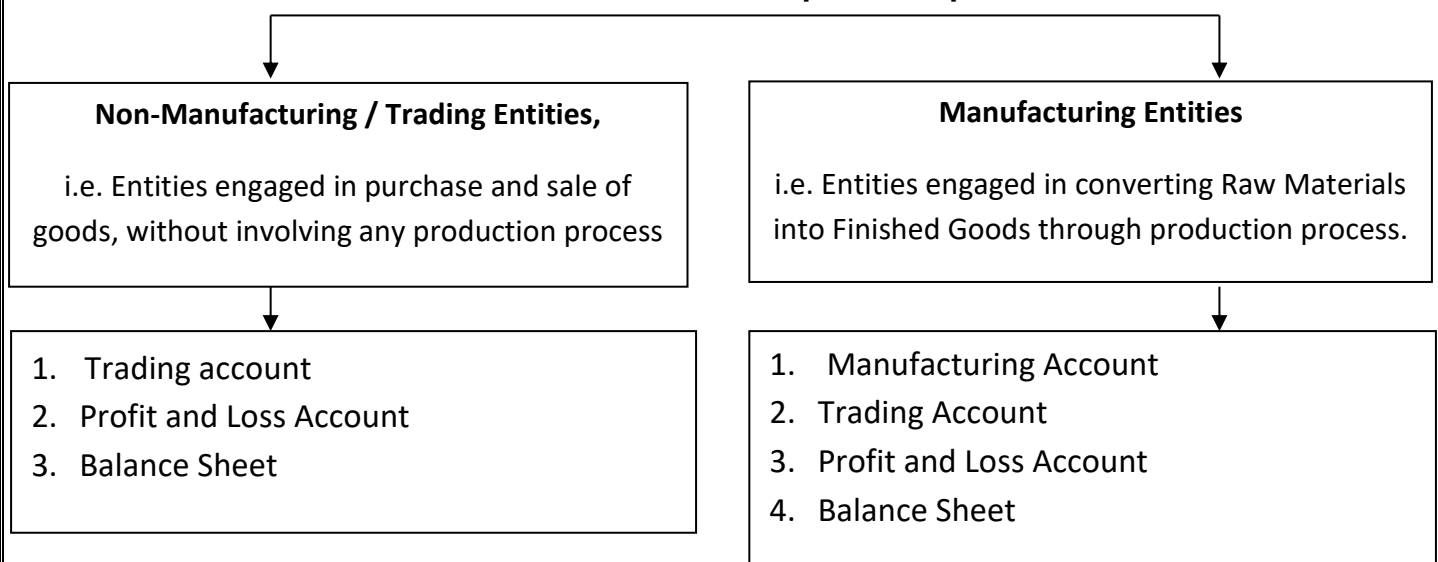 Non-Manufacturing / Trading Entities,
i.e. Entities engaged in purchase and sale of
goods, without involving any production process
Manufacturing Entities
i.e. Entities engaged in converting Raw Materials
into Finished Goods through production process.
1. Trading account
2. Profit and Loss Account
3. Balance Sheet
1. Manufacturing Account
2. Trading Account
3. Profit and Loss Account
4. Balance Sheet